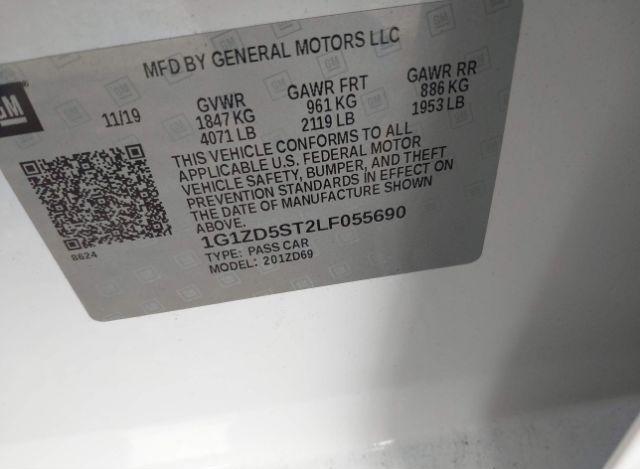 MFD BY GENERAL MOTORS LLC
GM
11/19 GVWR GAWR FRT GAWR RR
1847 KG 961 KG 886 KG
4071 LB 2119 LB 1953 LB
THIS VEHICLE CONFORMS TO ALL
APPLICABLE U.S. FEDERAL MOTOR
VEHICLE SAFETY, BUMPER, AND THEFT
PREVENTION STANDARDS IN EFFECT ON
THE DATE OF MANUFACTURE SHOWN
ABOVE.
1G1ZD5ST2LF055690
8624 TYPE: PASS CAR
MODEL: 201ZD69